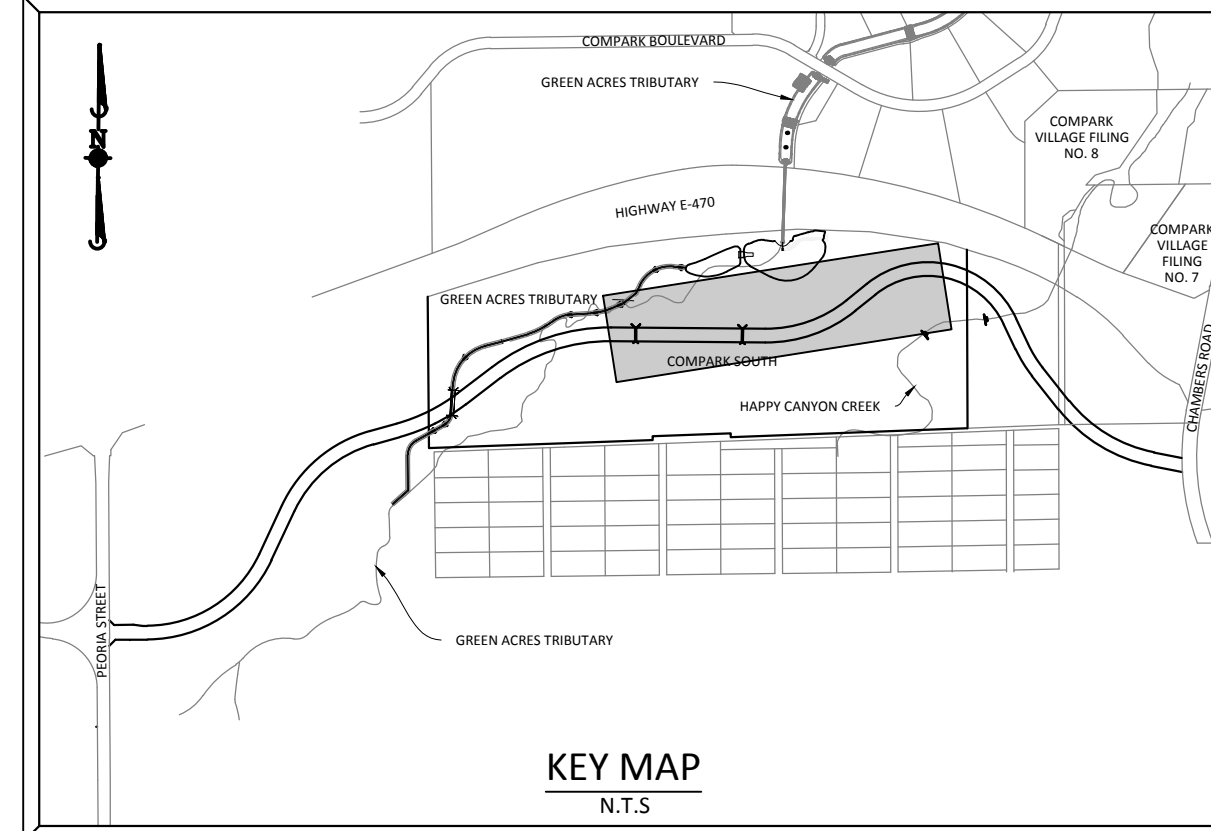 COMPARK BOULEVARD
GREEN ACRES TRIBUTARY
COMPARK
VILLAGE FILING
NO. 8
N
HIGHWAY E-470
COMPARK
VILLAGE
FILING
NO. 7
GREEN ACRES TRIBUTARY
COMPARK SOUTH
HAPPY CANYON CREEK
CHAMBERS ROAD
PEORIA STREET
GREEN ACRES TRIBUTARY
KEY MAP
N.T.S